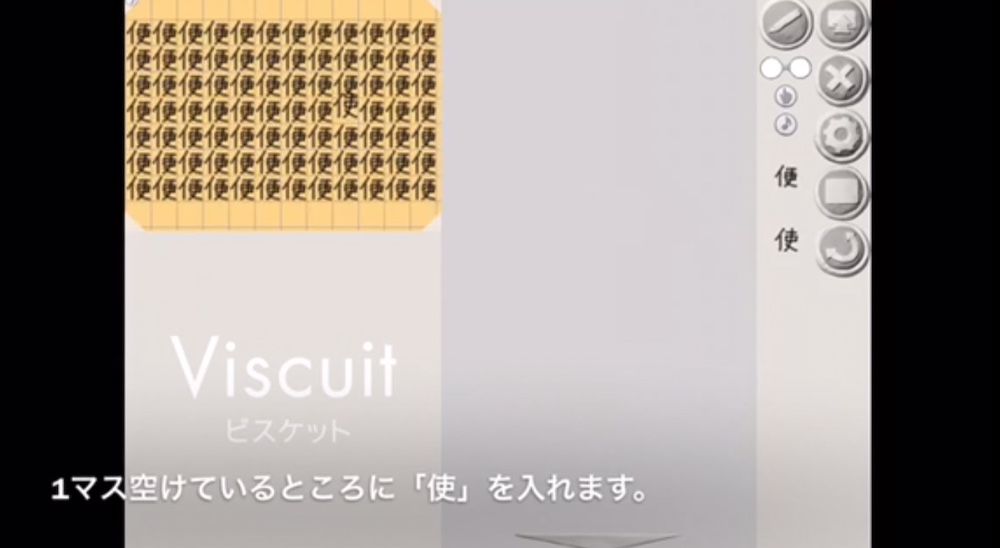 便便便便便便便便便便便便
便便便便便便便便便便便便
便便便便便便便便便便便便
便便便便便便便便使便便便
便便便便便便便便便便便便
便便便便便便便便便便便便
便便便便便便便便便便便便
便
使
Viscuit
ビスケット
1マス空けているところに「使」を入れます。